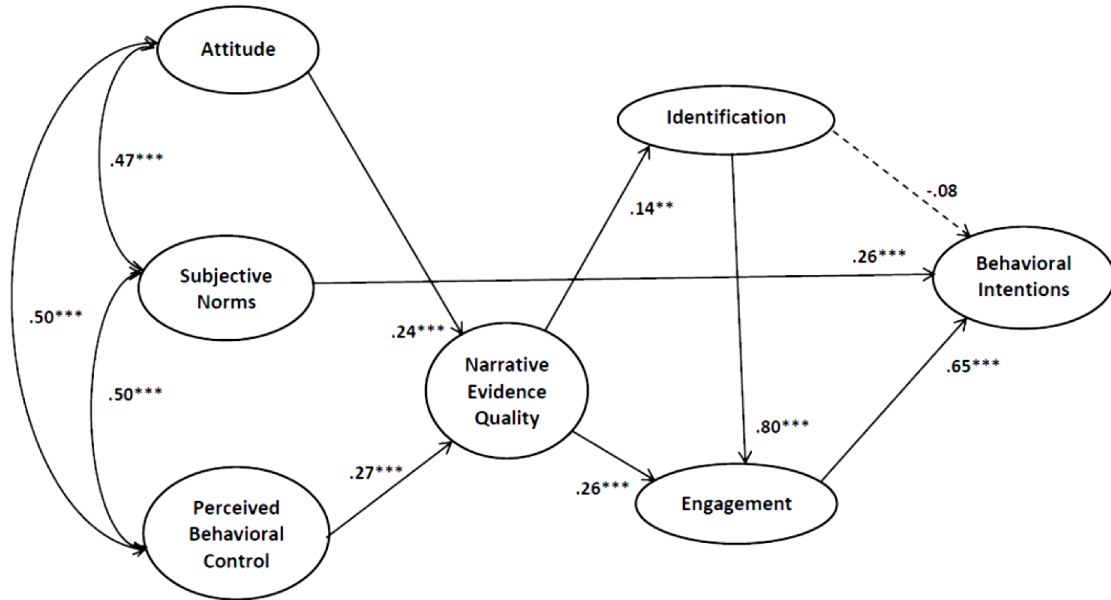 Attitude
Identification
.47***
.14**
-.08
Subjective
Norms
.26***
Behavioral
Intentions
.50***
.24***
Narrative
Evidence
Quality
.50***
.65***
.80***
.27***
.26***
Engagement
Perceived
Behavioral
Control